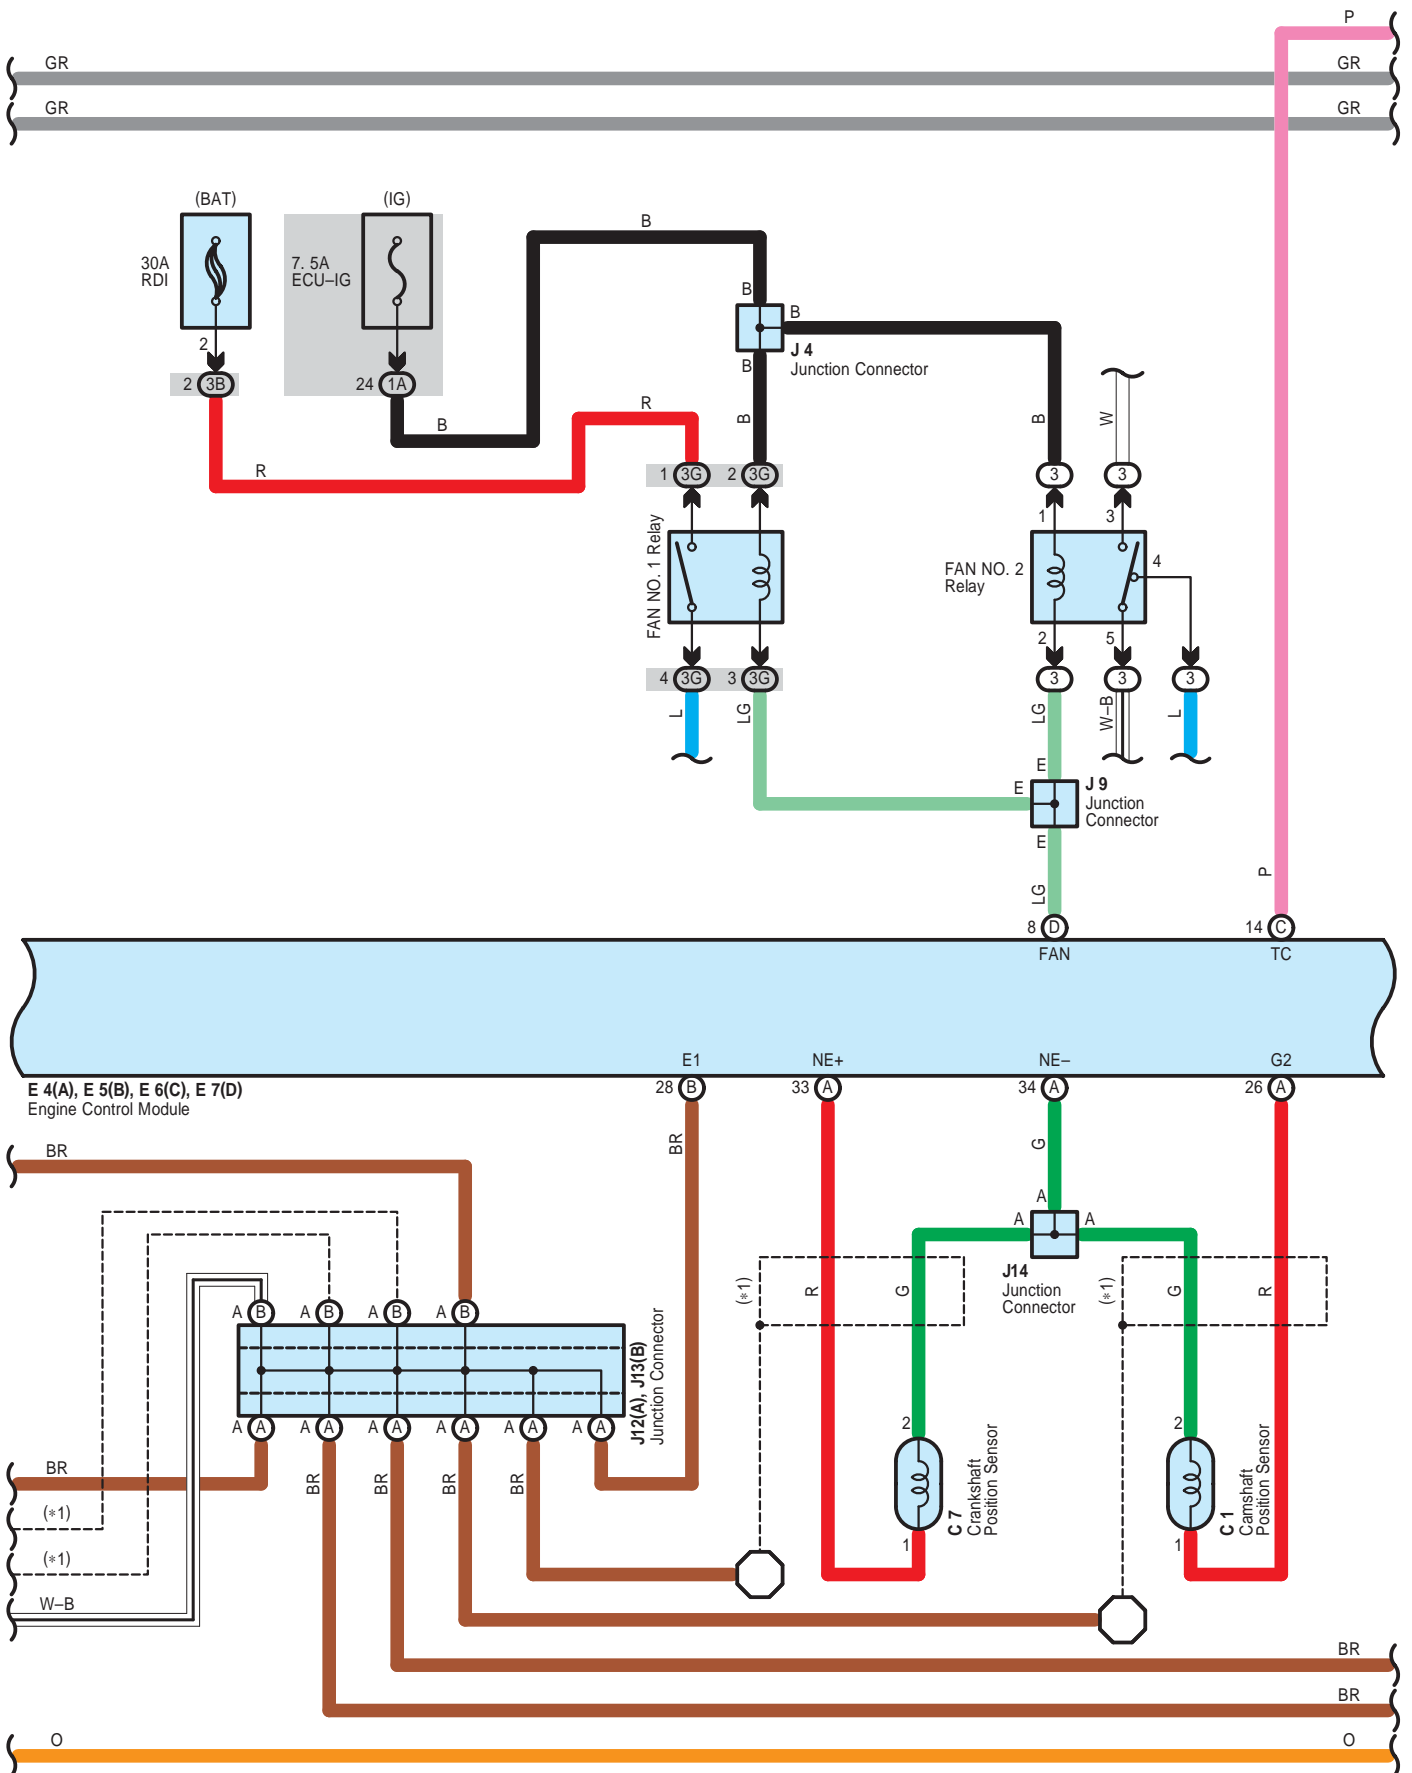 P
GR
GR
GR
GR
(BAT)
(IG)
30A
RDI
7. 5A
ECU–IG
B
B
B
J 4
Junction Connector
B
2
2 3B
24 1A
B
R
R
B
B
W
1 3G
2 3G
3
3
1
3
FAN NO. 1 Relay
FAN NO. 2
Relay
4
2
5
4 3G
3 3G
3
3
3
L
LG
LG
W–B
L
E
E
J 9
Junction
Connector
E
LG
P
8 D
14 C
FAN
TC
E1
NE+
NE–
G2
E 4(A), E 5(B), E 6(C), E 7(D)
Engine Control Module
28 B
33 A
34 A
26 A
BR
BR
G
A
A
A
J14
Junction
Connector
(*1)
R
G
(*1)
G
R
A B
A B
A B
A B
J12(A), J13(B)
Junction Connector
A A
A A
A A
A A
A A
A A
2
2
BR
BR
BR
BR
BR
C 7
Crankshaft
Position Sensor
C 1
Camshaft
Position Sensor
(*1)
1
1
(*1)
W–B
BR
BR
O
O